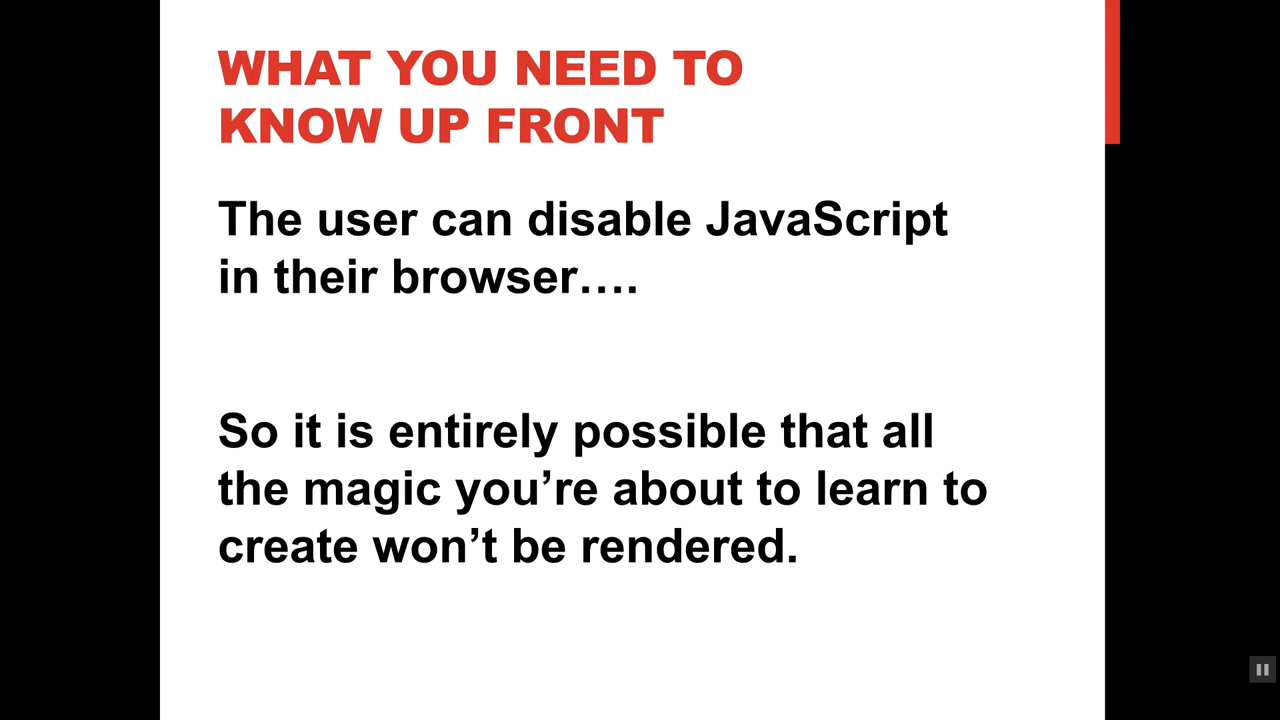 WHAT YOU NEED TO
KNOW UP FRONT
The user can disable JavaScript
in their browser....
So it is entirely possible that all
the magic you’re about to learn to
create won’t be rendered.